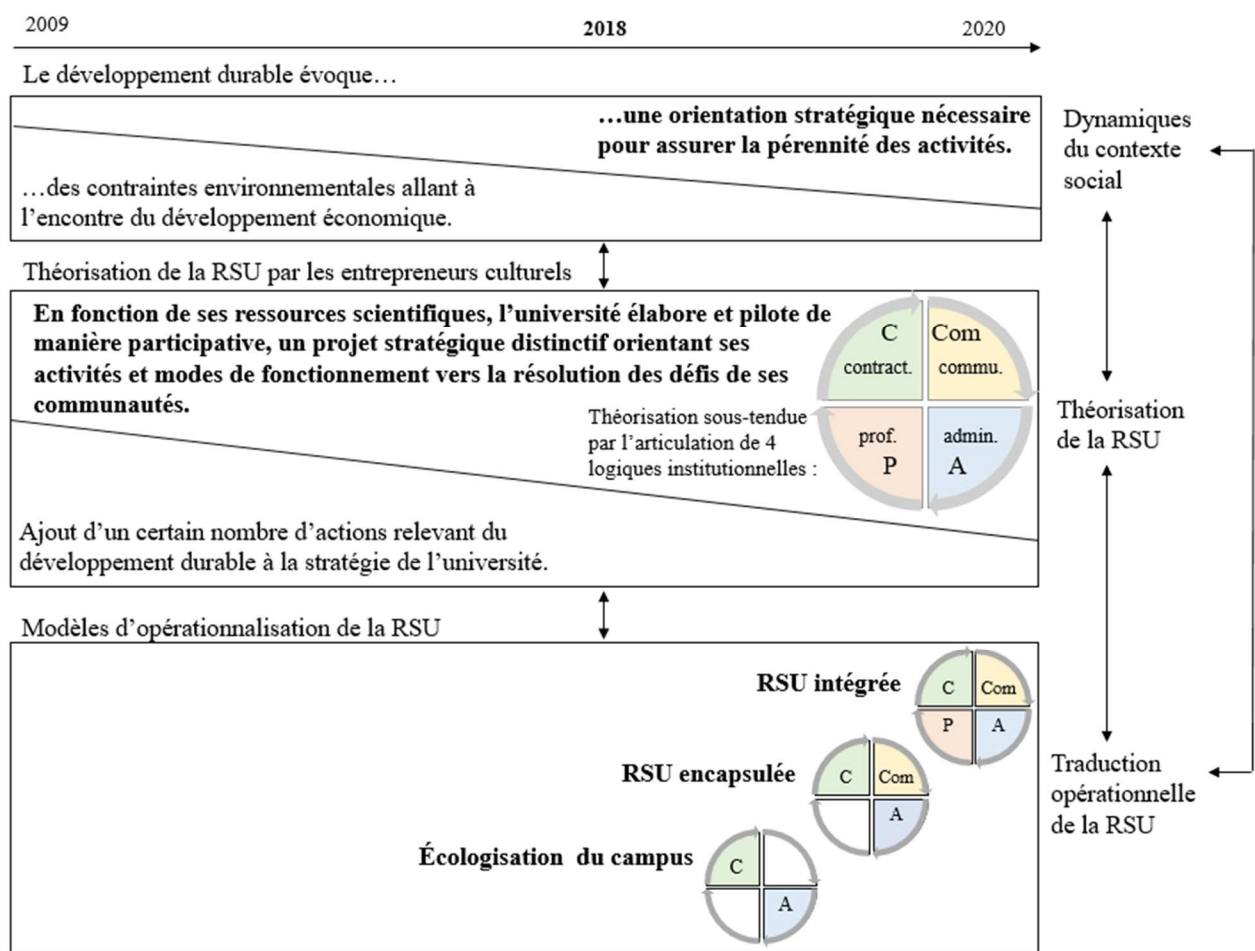 2009 2018 2020
Le développement durable évoque…
…une orientation stratégique nécessaire
pour assurer la pérennité des activités.
…des contraintes environnementales allant à
l’encontre du développement économique.
Dynamiques
du contexte
social
Théorisation de la RSU par les entrepreneurs culturels
En fonction de ses ressources scientifiques, l’université élabore et pilote de
manière participative, un projet stratégique distinctif orientant ses
activités et modes de fonctionnement vers la résolution des défis de ses
communautés.
Théorisation sous-tendue
par l’articulation de 4
logiques institutionnelles :
C Com
contract. commu.
prof. admin.
P A
Théorisation
de la RSU
Ajout d’un certain nombre d’actions relevant du
développement durable à la stratégie de l’université.
Modèles d’opérationnalisation de la RSU
RSU intégrée
C Com
P A
RSU encapsulée
C Com
A
Écologisation du campus
C
A
Traduction
opérationnelle
de la RSU